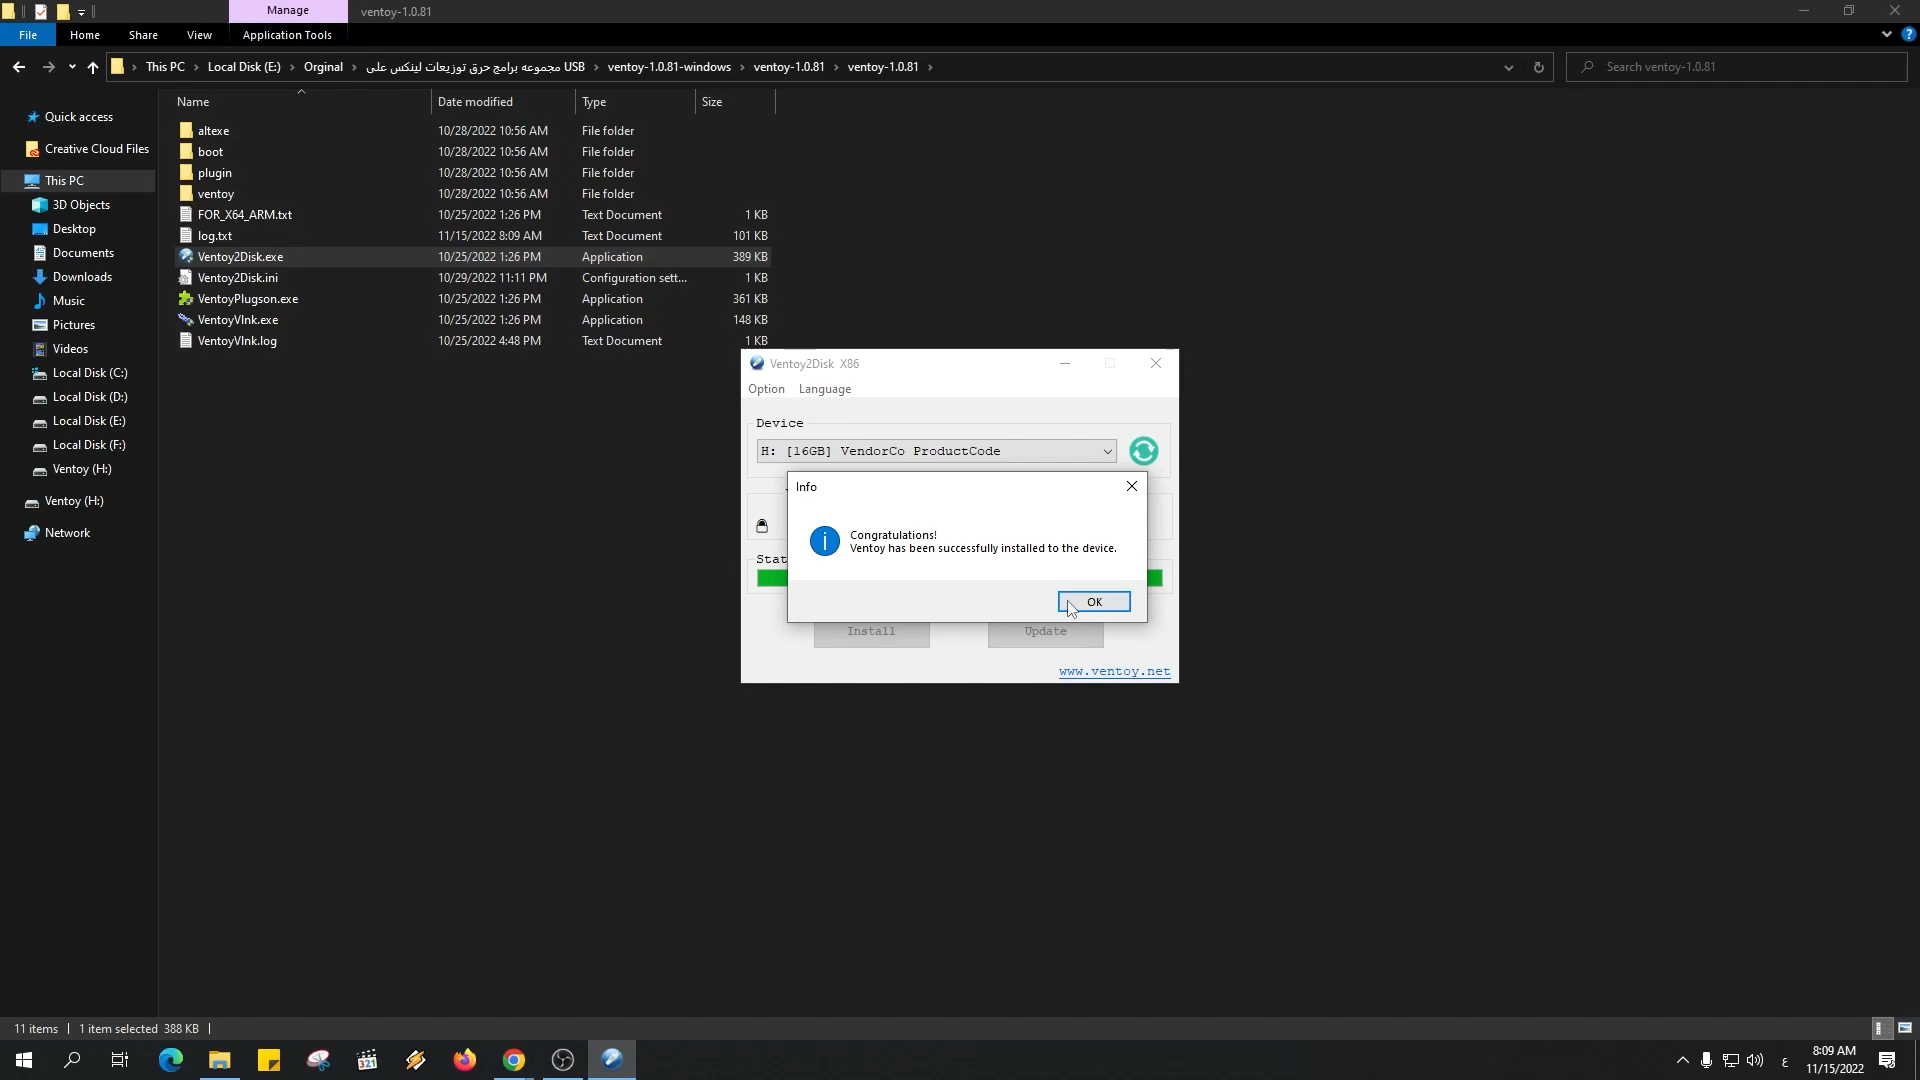 Manage
ventoy-1.0.81
File
Home
Share
View
Application Tools
This PC
Local Disk (E:)
Orginal
مجموعه برامج حرق توزيعات لينكس على USB
ventoy-1.0.81-windows
ventoy-1.0.81
ventoy-1.0.81
Search ventoy-1.0.81
Name
Date modified
Type
Size
altexe 10/28/2022 10:56 AM File folder
boot 10/28/2022 10:56 AM File folder
plugin 10/28/2022 10:56 AM File folder
ventoy 10/28/2022 10:56 AM File folder
FOR_X64_ARM.txt 10/25/2022 1:26 PM Text Document 1 KB
log.txt 11/15/2022 8:09 AM Text Document 101 KB
Ventoy2Disk.exe 10/25/2022 1:26 PM Application 389 KB
Ventoy2Disk.ini 10/29/2022 11:11 PM Configuration sett... 1 KB
VentoyPlugson.exe 10/25/2022 1:26 PM Application 361 KB
VentoyVlnk.exe 10/25/2022 1:26 PM Application 148 KB
VentoyVlnk.log 10/25/2022 4:48 PM Text Document 1 KB
Quick access
Creative Cloud Files
This PC
3D Objects
Desktop
Documents
Downloads
Music
Pictures
Videos
Local Disk (C:)
Local Disk (D:)
Local Disk (E:)
Local Disk (F:)
Ventoy (H:)
Ventoy (H:)
Network
Ventoy2Disk X86
Option
Language
Device
H: [16GB] VendorCo ProductCode
Info
Congratulations!
Ventoy has been successfully installed to the device.
Stat
OK
Install
Update
www.ventoy.net
11 items
1 item selected 388 KB
321
ع
8:09 AM
11/15/2022